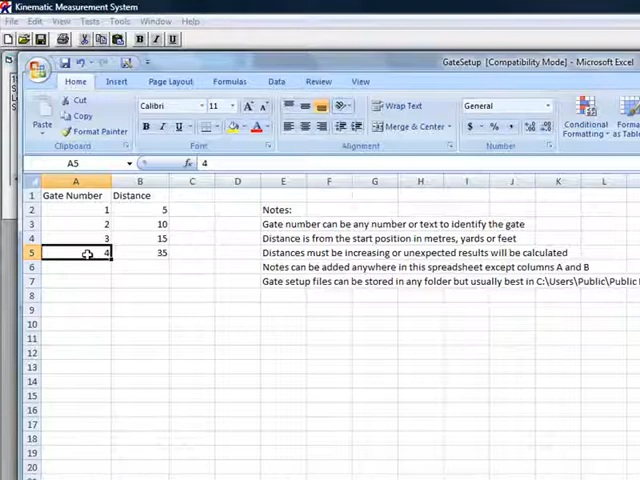 Kinematic Measurement System
File Edit View Tests Tools Window Help
GateSetup [Compatibility Mode] - Microsoft Excel
Home Insert Page Layout Formulas Data Review View
Cut
Copy
Format Painter
Paste
Clipboard
Calibri 11
B I U
Font
Wrap Text
Merge & Center
Alignment
General
$ % ,
Number
Conditional
Formatting
Format
as Table
A5 fx 4
A B C D E F G H I J K L
1 Gate Number Distance
2 1 5 Notes:
3 2 10 Gate number can be any number or text to identify the gate
4 3 15 Distance is from the start position in metres, yards or feet
5 4 35 Distances must be increasing or unexpected results will be calculated
6 Notes can be added anywhere in this spreadsheet except columns A and B
7 Gate setup files can be stored in any folder but usually best in C:\Users\Public\Public
8
9
10
11
12
13
14
15
16
17
18
19
20